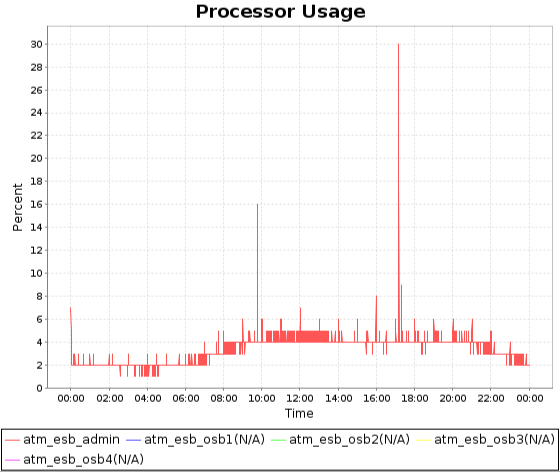 Processor Usage
30
28
26
24
22
20
18
16
14
12
10
8
6
4
2
0
Percent
00:00 02:00 04:00 06:00 08:00 10:00 12:00 14:00 16:00 18:00 20:00 22:00 00:00
Time
atm_esb_admin atm_esb_osb1(N/A) atm_esb_osb2(N/A) atm_esb_osb3(N/A)
atm_esb_osb4(N/A)